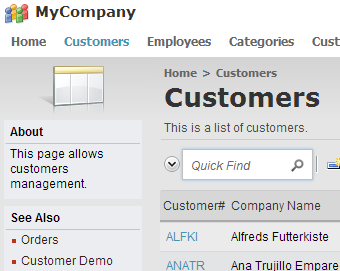 MyCompany
Home Customers Employees Categories Cust
Home > Customers
Customers
This is a list of customers.
About
This page allows
customers
management.
Quick Find
See Also
Orders
Customer Demo
Customer# Company Name
ALFKI Alfreds Futterkiste
ANATR Ana Trujillo Empare